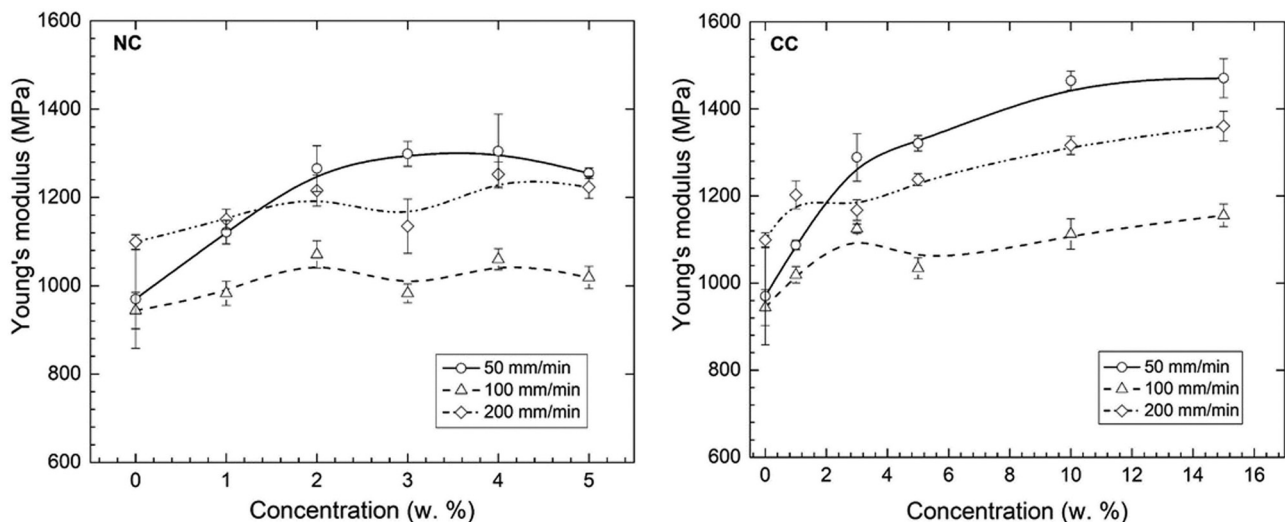 NC
Young's modulus (MPa)
1600
1400
1200
1000
800
600
0 1 2 3 4 5
Concentration (w. %)
50 mm/min
100 mm/min
200 mm/min
CC
Young's modulus (MPa)
1600
1400
1200
1000
800
600
0 2 4 6 8 10 12 14 16
Concentration (w. %)
50 mm/min
100 mm/min
200 mm/min